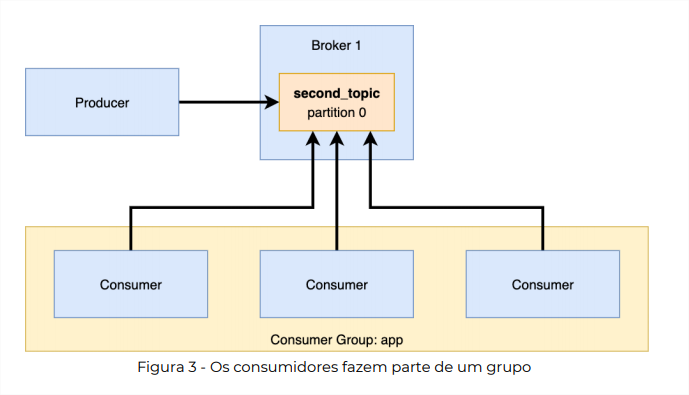 Broker 1
Producer
second_topic
partition 0
Consumer
Consumer
Consumer
Consumer Group: app
Figura 3 - Os consumidores fazem parte de um grupo